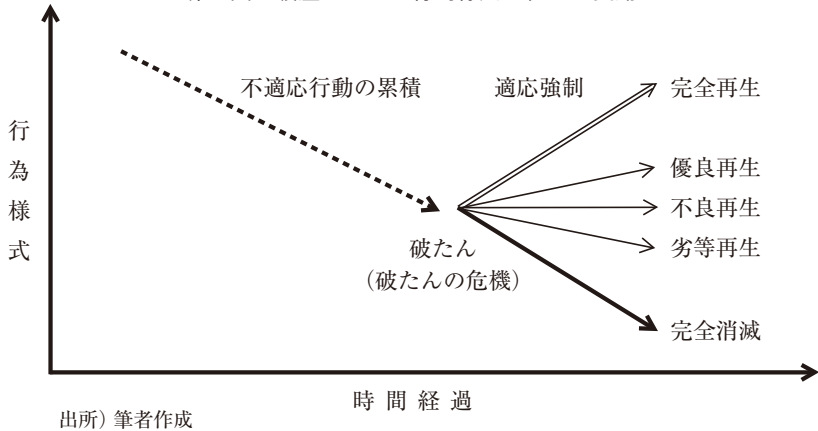 不適応行動の累積
適応強制
完全再生
優良再生
不良再生
劣等再生
完全消滅
破たん
（破たんの危機）
行為様式
時間経過
出所）筆者作成